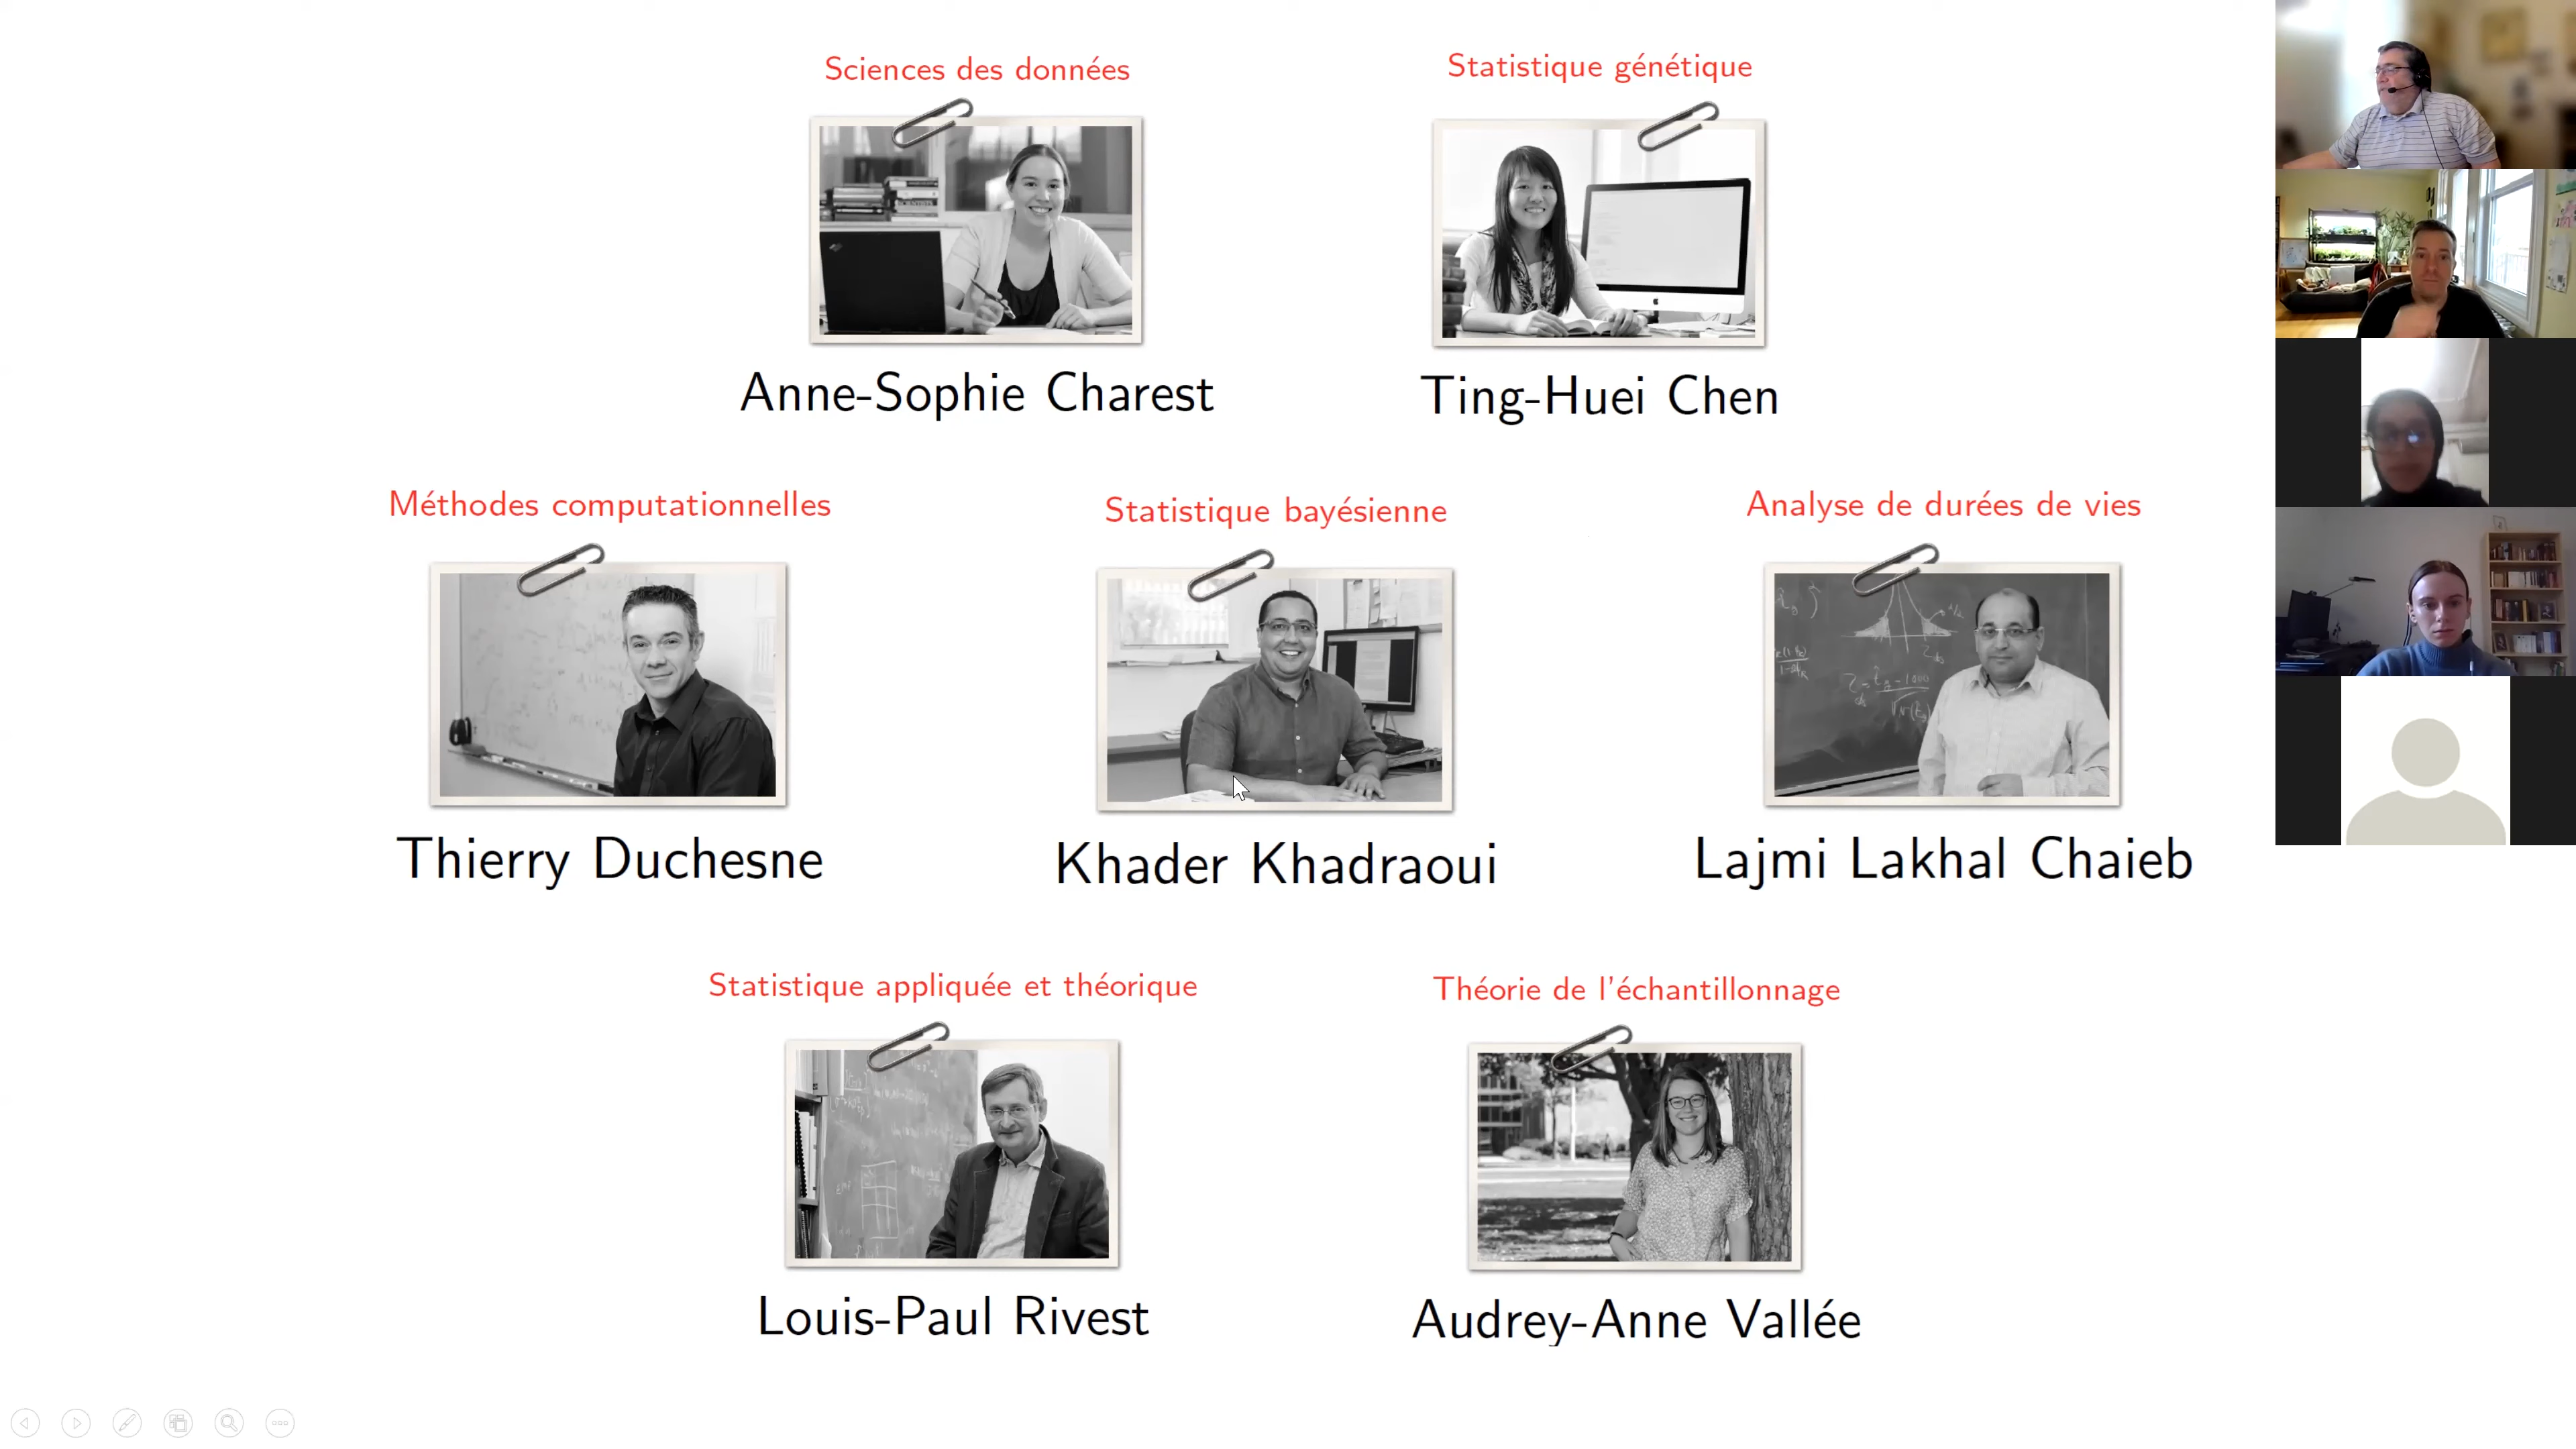 Sciences des données
Statistique génétique
Anne-Sophie Charest
Ting-Huei Chen
Méthodes computationnelles
Statistique bayésienne
Analyse de durées de vies
Thierry Duchesne
Khader Khadraoui
Lajmi Lakhal Chaieb
Statistique appliquée et théorique
Théorie de l'échantillonnage
Louis-Paul Rivest
Audrey-Anne Vallée